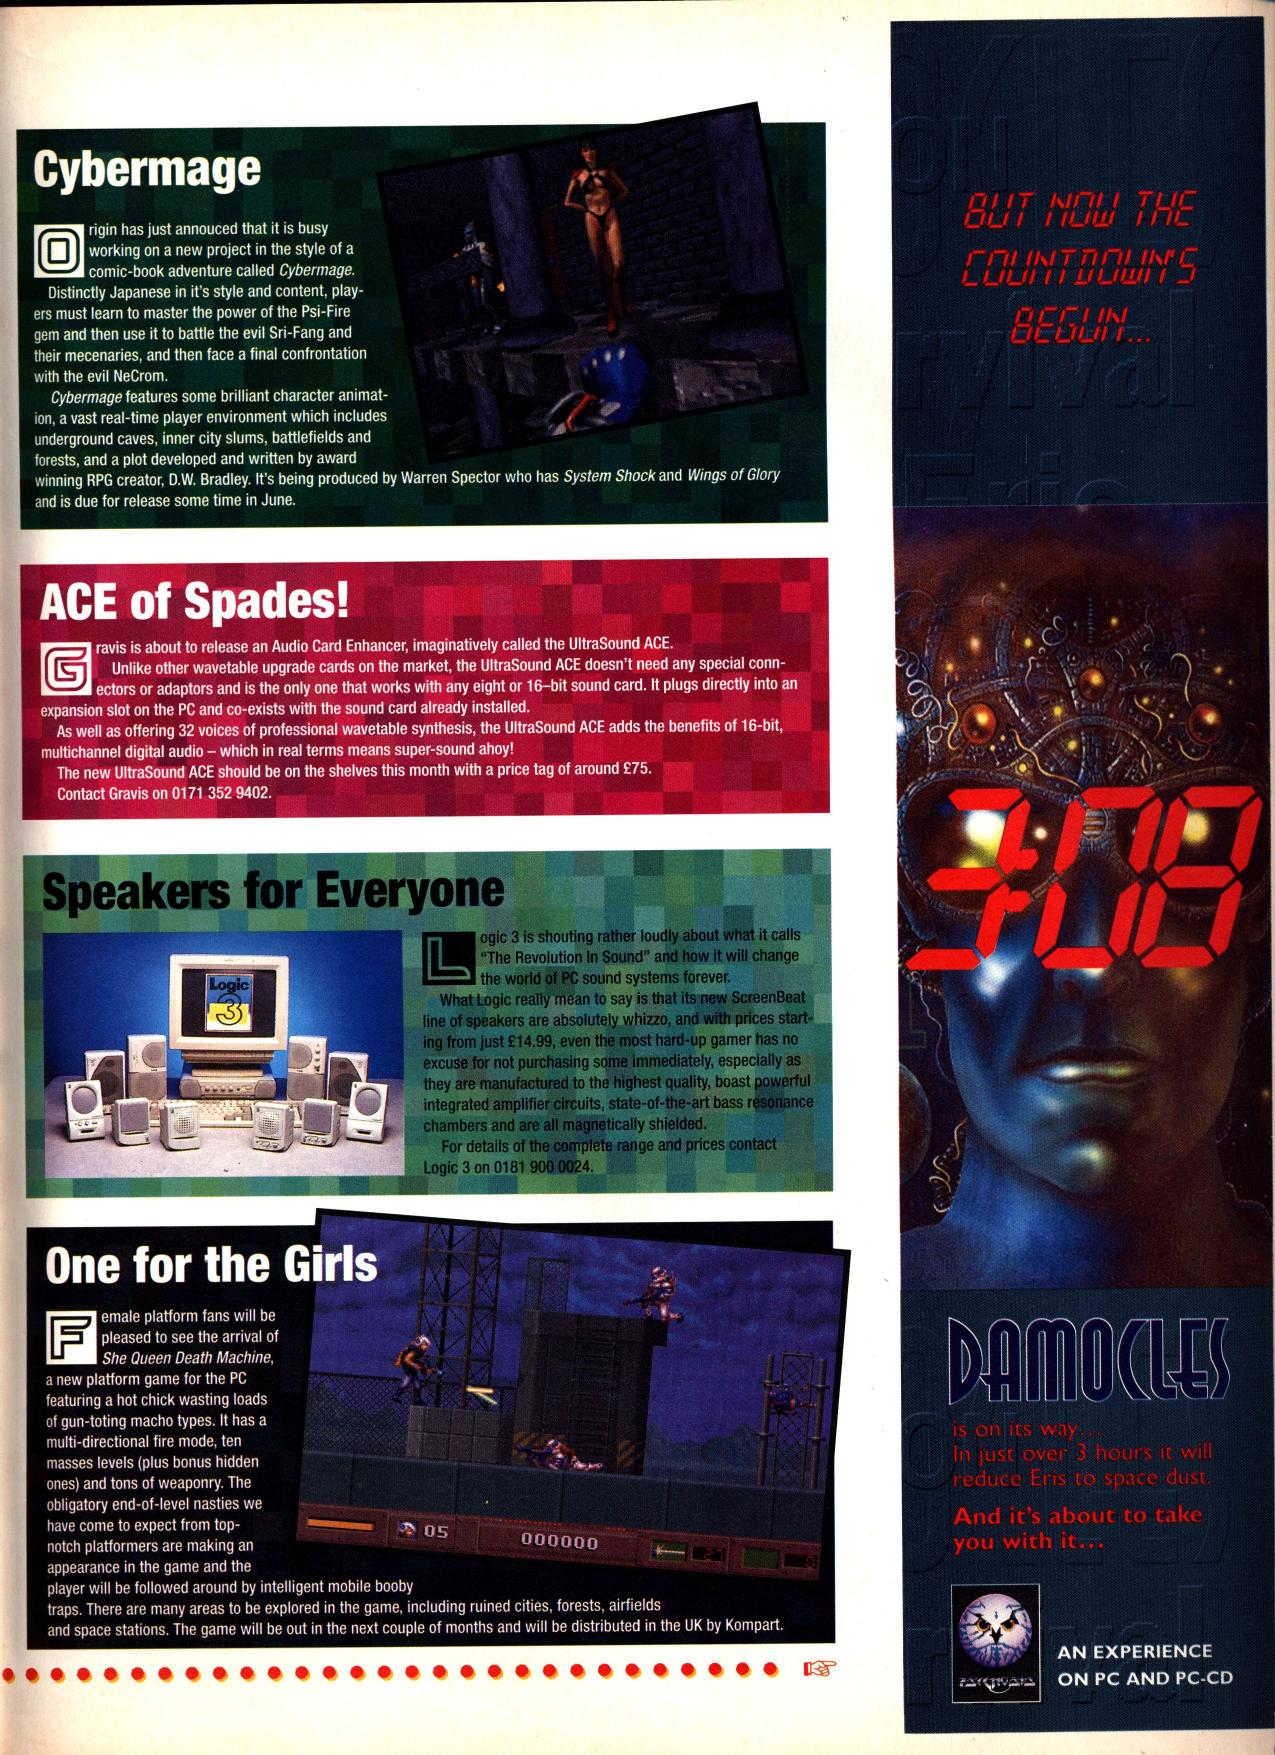 Cybermage
Origin has just annouced that it is busy
working on a new project in the style of a
comic-book adventure called Cybermage.
Distinctly Japanese in it's style and content, play-
ers must learn to master the power of the Psi-Fire
gem and then use it to battle the evil Sri-Fang and
their mecenaries, and then face a final confrontation
with the evil NeCrom.
Cybermage features some brilliant character animat-
ion, a vast real-time player environment which includes
underground caves, inner city slums, battlefields and
forests, and a plot developed and written by award
winning RPG creator, D.W. Bradley. It's being produced by Warren Spector who has System Shock and Wings of Glory
and is due for release some time in June.
ACE of Spades!
Gravis is about to release an Audio Card Enhancer, imaginatively called the UltraSound ACE.
Unlike other wavetable upgrade cards on the market, the UltraSound ACE doesn't need any special conn-
ectors or adaptors and is the only one that works with any eight or 16–bit sound card. It plugs directly into an
expansion slot on the PC and co-exists with the sound card already installed.
As well as offering 32 voices of professional wavetable synthesis, the UltraSound ACE adds the benefits of 16-bit,
multichannel digital audio – which in real terms means super-sound ahoy!
The new UltraSound ACE should be on the shelves this month with a price tag of around £75.
Contact Gravis on 0171 352 9402.
Speakers for Everyone
Logic
3
Logic 3 is shouting rather loudly about what it calls
"The Revolution In Sound" and how it will change
the world of PC sound systems forever.
What Logic really mean to say is that its new ScreenBeat
line of speakers are absolutely whizzo, and with prices start-
ing from just £14.99, even the most hard-up gamer has no
excuse for not purchasing some immediately, especially as
they are manufactured to the highest quality, boast powerful
integrated amplifier circuits, state-of-the-art bass resonance
chambers and are all magnetically shielded.
For details of the complete range and prices contact
Logic 3 on 0181 900 0024.
One for the Girls
Female platform fans will be
pleased to see the arrival of
She Queen Death Machine,
a new platform game for the PC
featuring a hot chick wasting loads
of gun-toting macho types. It has a
multi-directional fire mode, ten
masses levels (plus bonus hidden
ones) and tons of weaponry. The
obligatory end-of-level nasties we
have come to expect from top-
notch platformers are making an
appearance in the game and the
player will be followed around by intelligent mobile booby
traps. There are many areas to be explored in the game, including ruined cities, forests, airfields
and space stations. The game will be out in the next couple of months and will be distributed in the UK by Kompart.
05
000000
BUT NOW THE
COUNTDOWN'S
BEGUN...
3:08
DAMOCLES
is on its way...
In just over 3 hours it will
reduce Eris to space dust.
And it's about to take
you with it...
PSYGNOSIS
AN EXPERIENCE
ON PC AND PC-CD